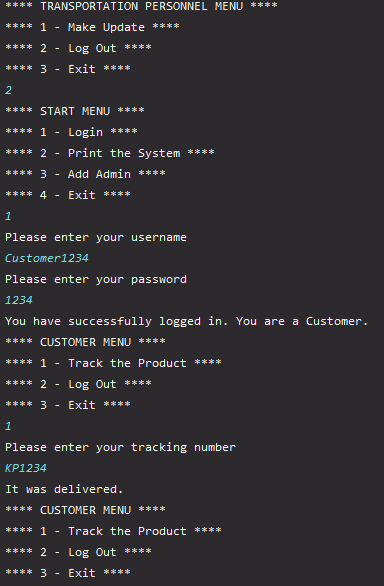 **** TRANSPORTATION PERSONNEL MENU ****
**** 1 - Make Update ****
**** 2 - Log Out ****
**** 3 - Exit ****
2
**** START MENU ****
**** 1 - Login ****
**** 2 - Print the System ****
**** 3 - Add Admin ****
**** 4 - Exit ****
1
Please enter your username
Customer1234
Please enter your password
1234
You have successfully logged in. You are a Customer.
**** CUSTOMER MENU ****
**** 1 - Track the Product ****
**** 2 - Log Out ****
**** 3 - Exit ****
1
Please enter your tracking number
KP1234
It was delivered.
**** CUSTOMER MENU ****
**** 1 - Track the Product ****
**** 2 - Log Out ****
**** 3 - Exit ****